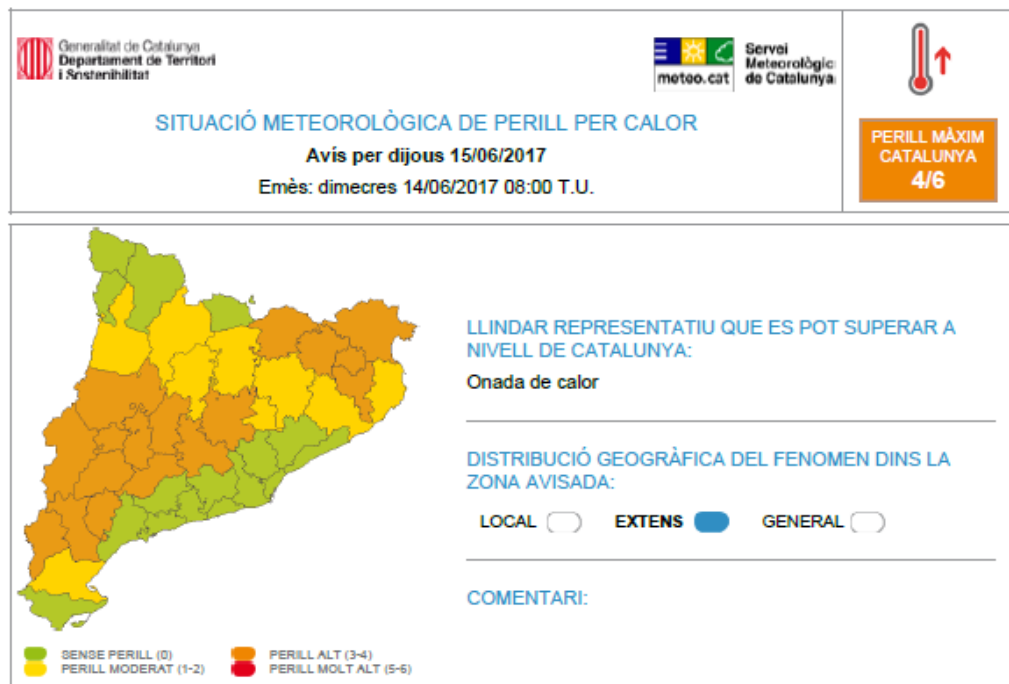 Generalitat de Catalunya
Departament de Territori
i Sostenibilitat
meteo.cat
Servei
Meteorològic
de Catalunya
SITUACIÓ METEOROLÒGICA DE PERILL PER CALOR
Avís per dijous 15/06/2017
Emès: dimecres 14/06/2017 08:00 T.U.
PERILL MÀXIM
CATALUNYA
4/6
LLINDAR REPRESENTATIU QUE ES POT SUPERAR A
NIVELL DE CATALUNYA:
Onada de calor
DISTRIBUCIÓ GEOGRÀFICA DEL FENOMEN DINS LA
ZONA AVISADA:
LOCAL EXTENS GENERAL
COMENTARI:
SENSE PERILL (0) PERILL ALT (3-4)
PERILL MODERAT (1-2) PERILL MOLT ALT (5-6)